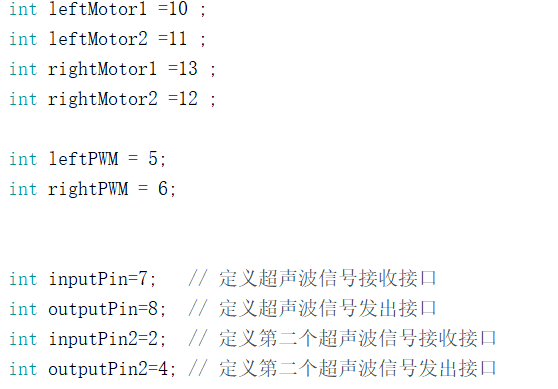 int leftMotor1 =10 ;
int leftMotor2 =11 ;
int rightMotor1 =13 ;
int rightMotor2 =12 ;
int leftPWM = 5;
int rightPWM = 6;
int inputPin=7;   // 定义超声波信号接收接口
int outputPin=8;  // 定义超声波信号发出接口
int inputPin2=2;  // 定义第二个超声波信号接收接口
int outputPin2=4; // 定义第二个超声波信号发出接口